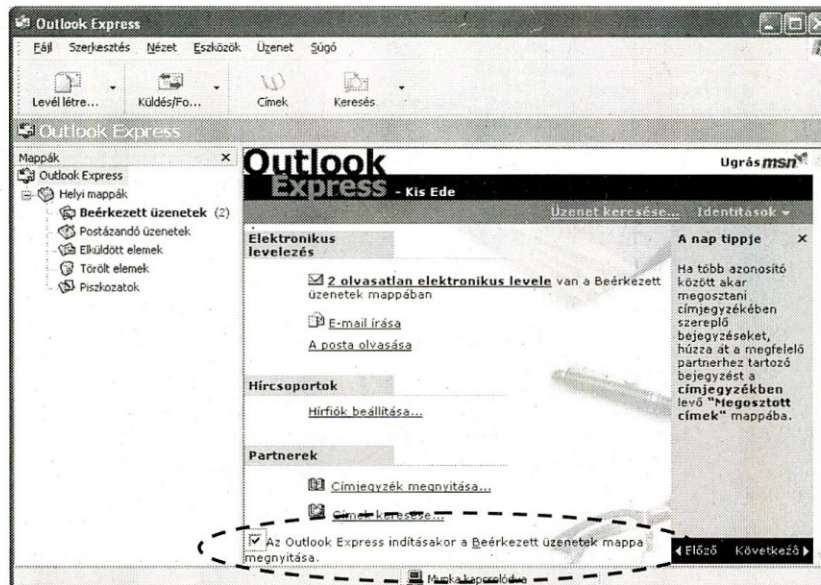 Outlook Express
Fájl Szerkesztés Nézet Eszközök Üzenet Súgó
Levél létre... Küldés/Fo... Címek Keresés
Outlook Express
Mappák
Outlook Express
Helyi mappák
Beérkezett üzenetek (2)
Postázandó üzenetek
Elküldött elemek
Törölt elemek
Piszkozatok
Outlook
Express - Kis Ede
Ugrás msn
Üzenet keresése... Identitások
Elektronikus
levelezés
2 olvasatlan elektronikus levele van a Beérkezett
üzenetek mappában
E-mail írása
A posta olvasása
Hírcsoportok
Hírfiók beállítása...
Partnerek
Címjegyzék megnyitása...
Címek keresése...
Az Outlook Express indításakor a Beérkezett üzenetek mappa
megnyitása.
A nap tippje
Ha több azonosító
között akar
megosztani
címjegyzékében
szereplő
bejegyzéseket,
húzza át a megfelelő
partnerhez tartozó
bejegyzést a
címjegyzékben
levő "Megosztott
címek" mappába.
Előző Következő
Munka kapcsolódva